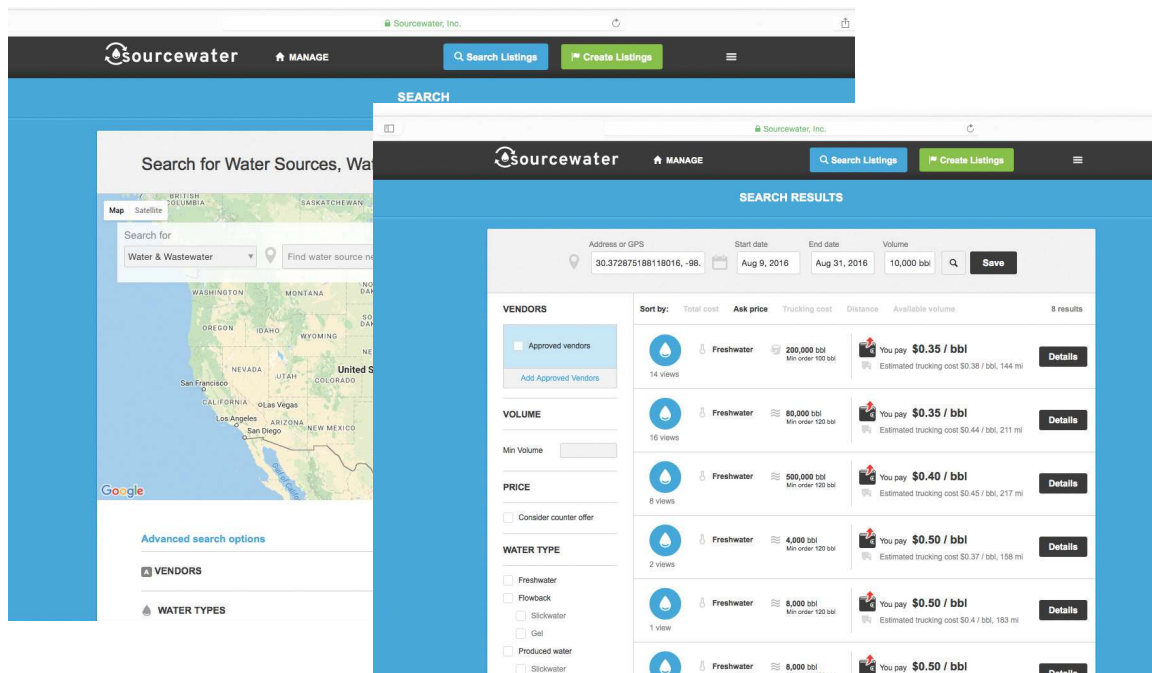 Sourcewater, Inc.
sourcewater
MANAGE
Search Listings
Create Listings
SEARCH
Search for Water Sources, Wat
Map
Satellite
BRITISH
COLUMBIA
SASKATCHEWAN
Search for
Water & Wastewater
Find water source ne
WASHINGTON
MONTANA
NO
DAK
OREGON
IDAHO
SO
DAK
WYOMING
NE
NEVADA
UTAH
United S
COLORADO
San Francisco
CALIFORNIA
Las Vegas
Los Angeles
ARIZONA
San Diego
NEW MEXICO
Gulf of Calif
Google
Advanced search options
A VENDORS
WATER TYPES
Sourcewater, Inc.
sourcewater
MANAGE
Search Listings
Create Listings
SEARCH RESULTS
Address or GPS
Start date
End date
Volume
30.372875188118016, -98.
Aug 9, 2016
Aug 31, 2016
10,000 bbl
Save
VENDORS
Approved vendors
Add Approved Vendors
VOLUME
Min Volume
PRICE
Consider counter offer
WATER TYPE
Freshwater
Flowback
Slickwater
Gel
Produced water
Slickwater
Sort by: Total cost Ask price Trucking cost Distance Available volume 8 results
Freshwater 200,000 bbl You pay $0.35 / bbl Details
Min order 100 bbl
Estimated trucking cost $0.38 / bbl, 144 mi
14 views
Freshwater 80,000 bbl You pay $0.35 / bbl Details
Min order 120 bbl
Estimated trucking cost $0.44 / bbl, 211 mi
16 views
Freshwater 500,000 bbl You pay $0.40 / bbl Details
Min order 120 bbl
Estimated trucking cost $0.45 / bbl, 217 mi
8 views
Freshwater 4,000 bbl You pay $0.50 / bbl Details
Min order 120 bbl
Estimated trucking cost $0.37 / bbl, 158 mi
2 views
Freshwater 8,000 bbl You pay $0.50 / bbl Details
Min order 120 bbl
Estimated trucking cost $0.4 / bbl, 183 mi
1 view
Freshwater 8,000 bbl You pay $0.50 / bbl Details